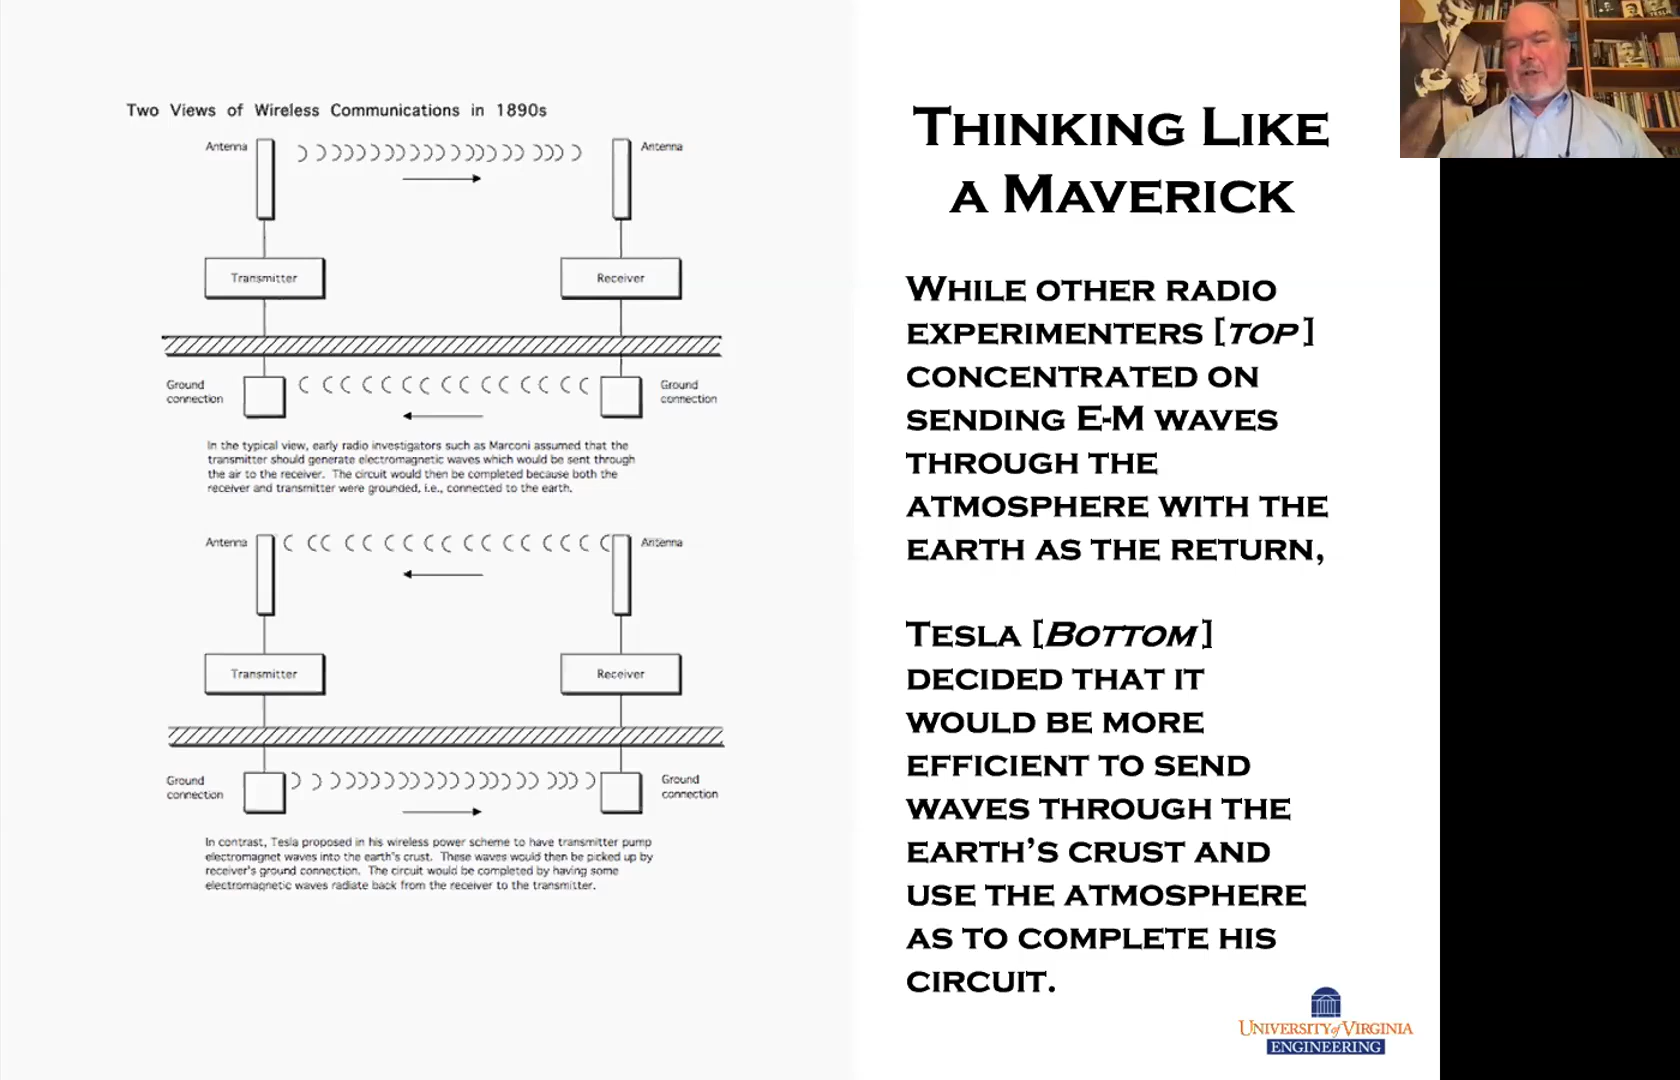 Two Views of Wireless Communications in 1890s
Antenna
Antenna
Transmitter
Receiver
Ground
connection
Ground
connection
In the typical view, early radio investigators such as Marconi assumed that the
transmitter should generate electromagnetic waves which would be sent through
the air to the receiver. The circuit would then be completed because both the
receiver and transmitter were grounded, i.e., connected to the earth.
Antenna
Antenna
Transmitter
Receiver
Ground
connection
Ground
connection
In contrast, Tesla proposed in his wireless power scheme to have transmitter pump
electromagnet waves into the earth's crust. These waves would then be picked up by
receiver's ground connection. The circuit would be completed by having some
electromagnetic waves radiate back from the receiver to the transmitter.
THINKING LIKE
A MAVERICK
WHILE OTHER RADIO
EXPERIMENTERS [TOP]
CONCENTRATED ON
SENDING E-M WAVES
THROUGH THE
ATMOSPHERE WITH THE
EARTH AS THE RETURN,
TESLA [BOTTOM]
DECIDED THAT IT
WOULD BE MORE
EFFICIENT TO SEND
WAVES THROUGH THE
EARTH'S CRUST AND
USE THE ATMOSPHERE
AS TO COMPLETE HIS
CIRCUIT.
UNIVERSITY of VIRGINIA
ENGINEERING
TESLA